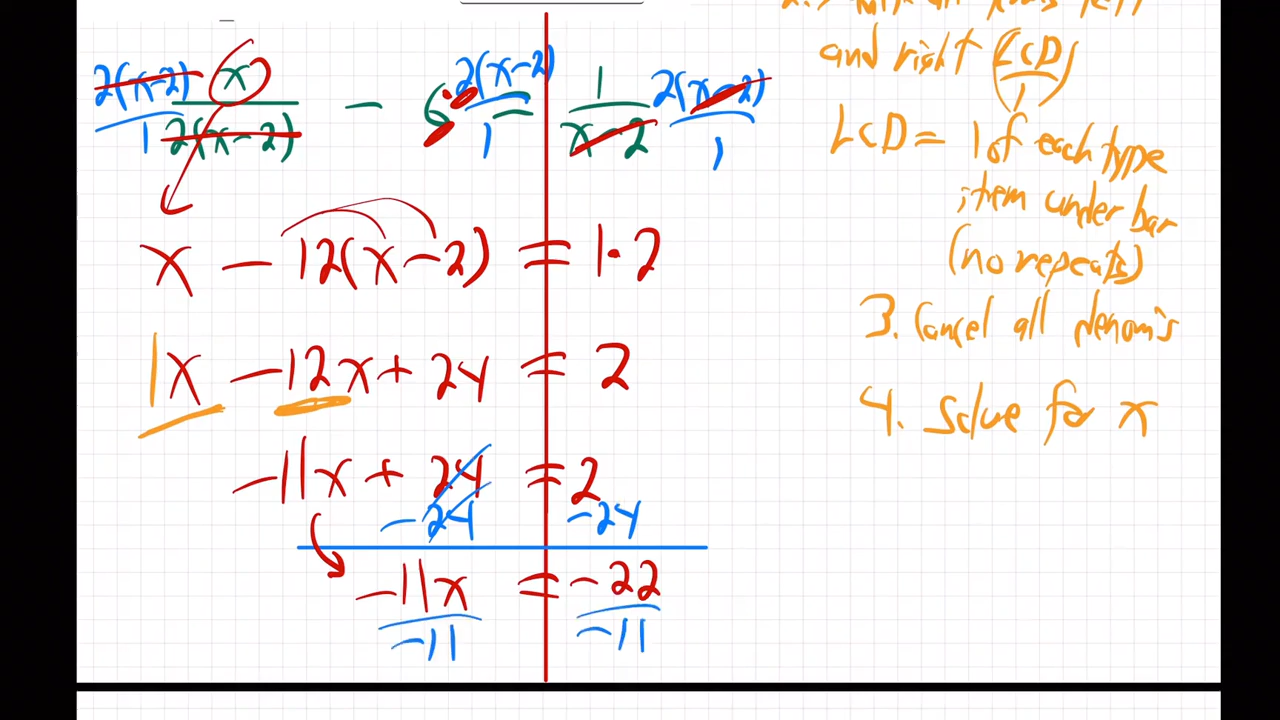 and right (LCD/1)
2(x-2)/1 x/2(x-2) - 6 · 2(x-2)/1 = 1/x-2 2(x-2)/1
LCD = 1 of each type
item under bar
(no repeats)
x - 12(x-2) = 1·2
3. Cancel all denom's
1x - 12x + 24 = 2
4. Solve for x
-11x + 24 = 2
-24 -24
-11x = -22
-11 -11